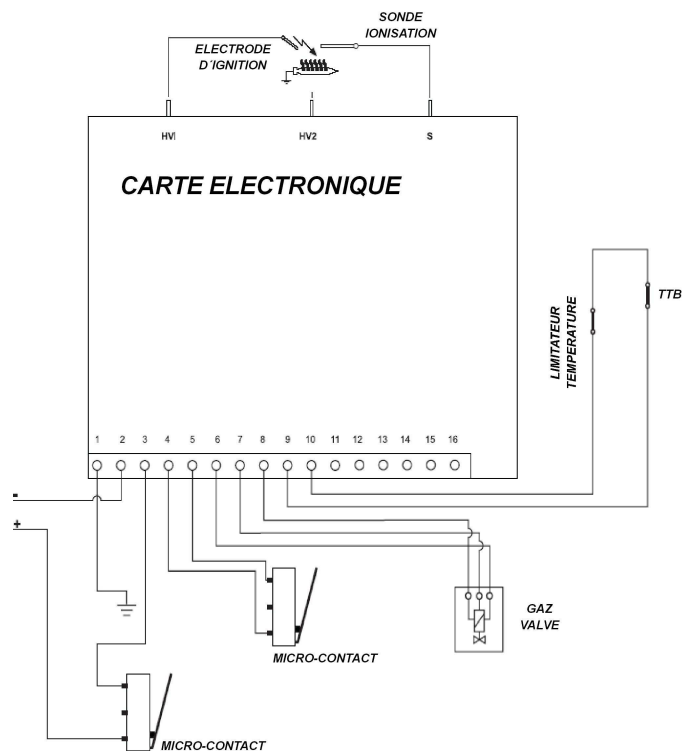 SONDE
IONISATION
ELECTRODE
D´IGNITION
HV1 HV2 S
CARTE ELECTRONIQUE
TTB
LIMITATEUR
TEMPERATURE
1 2 3 4 5 6 7 8 9 10 11 12 13 14 15 16
-
+
GAZ
VALVE
MICRO-CONTACT
MICRO-CONTACT